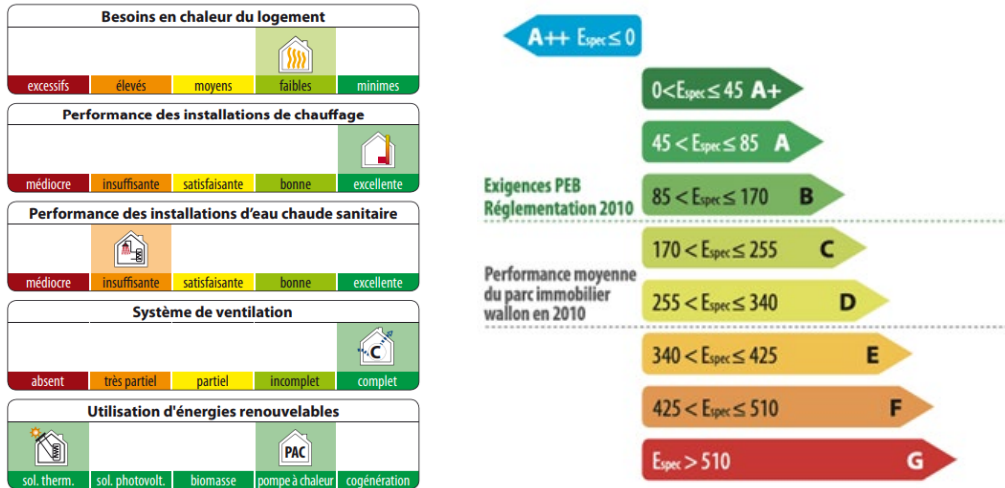 Besoins en chaleur du logement
excessifs élevés moyens faibles minimes
Performance des installations de chauffage
médiocre insuffisante satisfaisante bonne excellente
Performance des installations d'eau chaude sanitaire
médiocre insuffisante satisfaisante bonne excellente
Système de ventilation
C
absent très partiel partiel incomplet complet
Utilisation d'énergies renouvelables
PAC
sol. therm. sol. photovolt. biomasse pompe à chaleur cogénération
A++ Espec ≤ 0
0 < Espec ≤ 45 A+
45 < Espec ≤ 85 A
Exigences PEB
Réglementation 2010
85 < Espec ≤ 170 B
170 < Espec ≤ 255 C
Performance moyenne
du parc immobilier
wallon en 2010
255 < Espec ≤ 340 D
340 < Espec ≤ 425 E
425 < Espec ≤ 510 F
Espec > 510 G